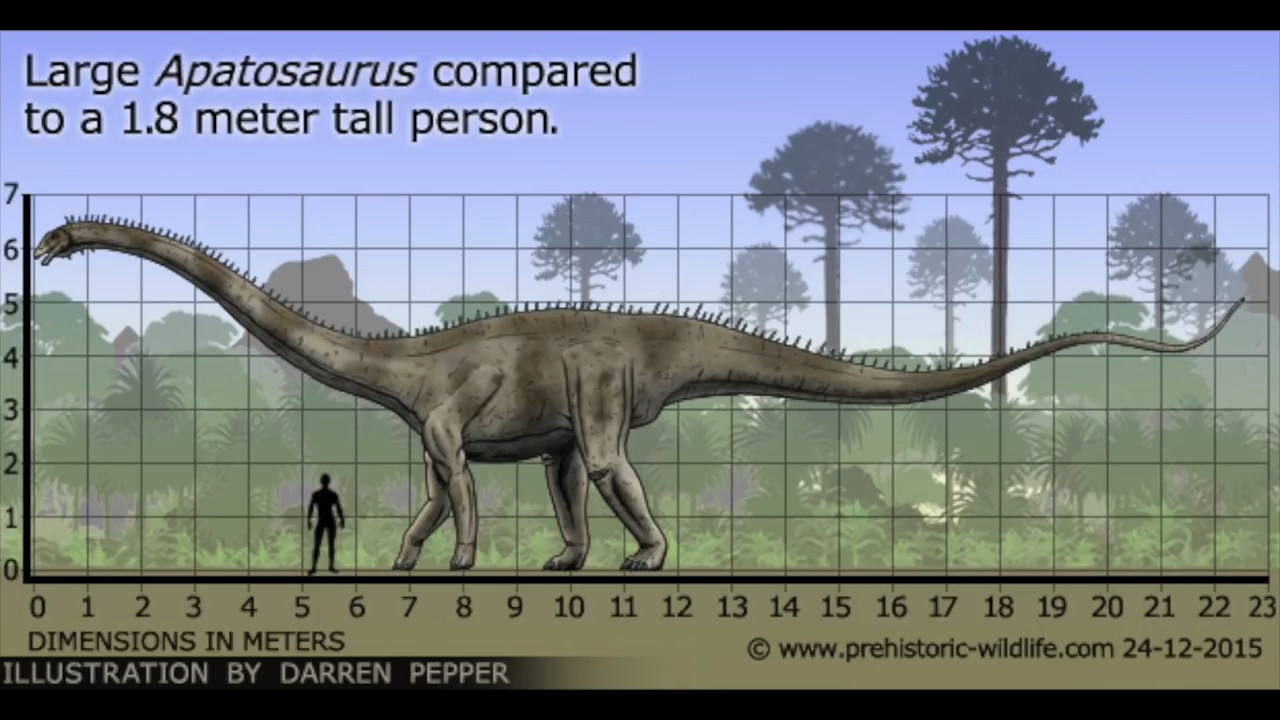 Large Apatosaurus compared
to a 1.8 meter tall person.
7
6
5
4
3
2
1
0
0 1 2 3 4 5 6 7 8 9 10 11 12 13 14 15 16 17 18 19 20 21 22 23
DIMENSIONS IN METERS
© www.prehistoric-wildlife.com 24-12-2015
ILLUSTRATION BY DARREN PEPPER